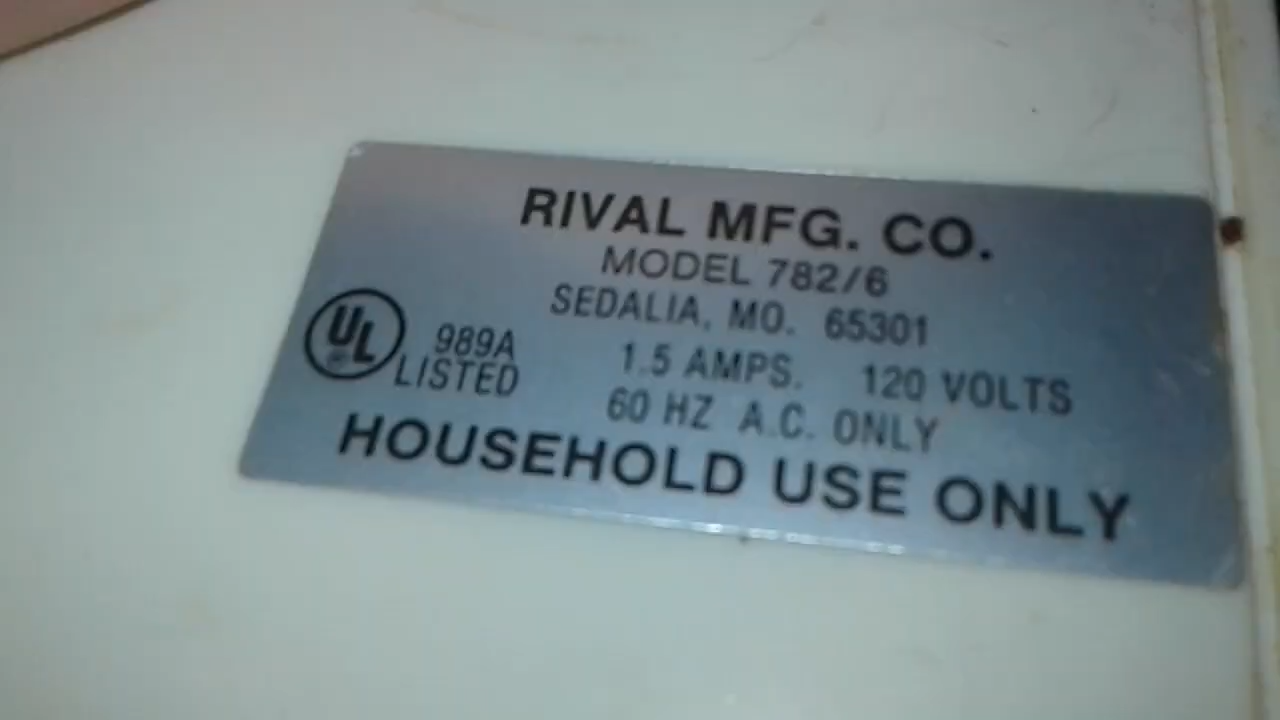 RIVAL MFG. CO.
MODEL 782/6
SEDALIA, MO. 65301
UL 989A LISTED
1.5 AMPS. 120 VOLTS
60 HZ A.C. ONLY
HOUSEHOLD USE ONLY